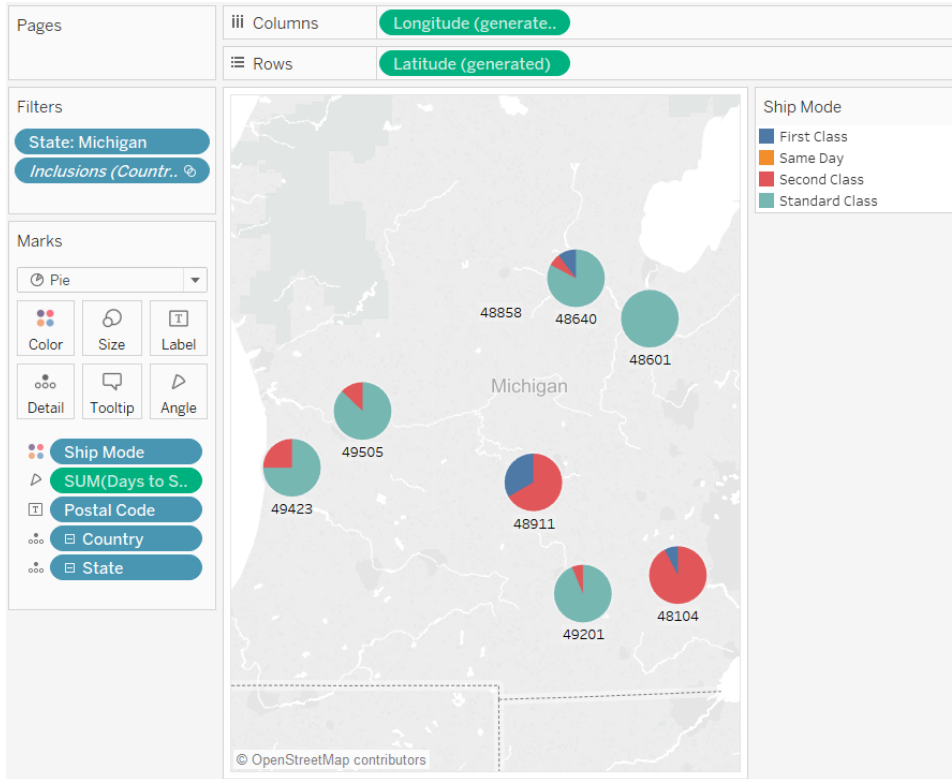 Pages
Columns
Longitude (generate..
Rows
Latitude (generated)
Filters
State: Michigan
Inclusions (Countr..
Marks
Pie
Color
Size
Label
Detail
Tooltip
Angle
Ship Mode
SUM(Days to S..
Postal Code
Country
State
48858
48640
48601
Michigan
49505
49423
48911
48104
49201
© OpenStreetMap contributors
Ship Mode
First Class
Same Day
Second Class
Standard Class